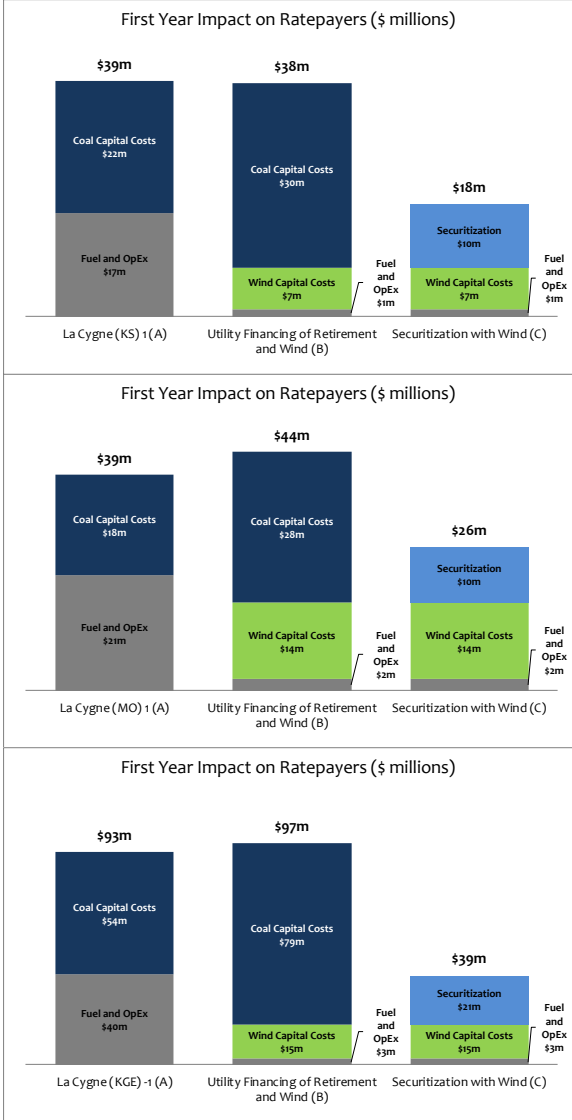 First Year Impact on Ratepayers ($ millions)
$39m
$38m
$18m
Coal Capital Costs
$22m
Fuel and OpEx
$17m
Coal Capital Costs
$30m
Wind Capital Costs
$7m
Fuel
and
OpEx
$1m
Securitization
$10m
Wind Capital Costs
$7m
Fuel
and
OpEx
$1m
La Cygne (KS) 1 (A)
Utility Financing of Retirement
and Wind (B)
Securitization with Wind (C)
First Year Impact on Ratepayers ($ millions)
$39m
$44m
$26m
Coal Capital Costs
$18m
Fuel and OpEx
$21m
Coal Capital Costs
$28m
Wind Capital Costs
$14m
Fuel
and
OpEx
$2m
Securitization
$10m
Wind Capital Costs
$14m
Fuel
and
OpEx
$2m
La Cygne (MO) 1 (A)
Utility Financing of Retirement
and Wind (B)
Securitization with Wind (C)
First Year Impact on Ratepayers ($ millions)
$93m
$97m
$39m
Coal Capital Costs
$54m
Fuel and OpEx
$40m
Coal Capital Costs
$79m
Wind Capital Costs
$15m
Fuel
and
OpEx
$3m
Securitization
$21m
Wind Capital Costs
$15m
Fuel
and
OpEx
$3m
La Cygne (KGE) -1 (A)
Utility Financing of Retirement
and Wind (B)
Securitization with Wind (C)